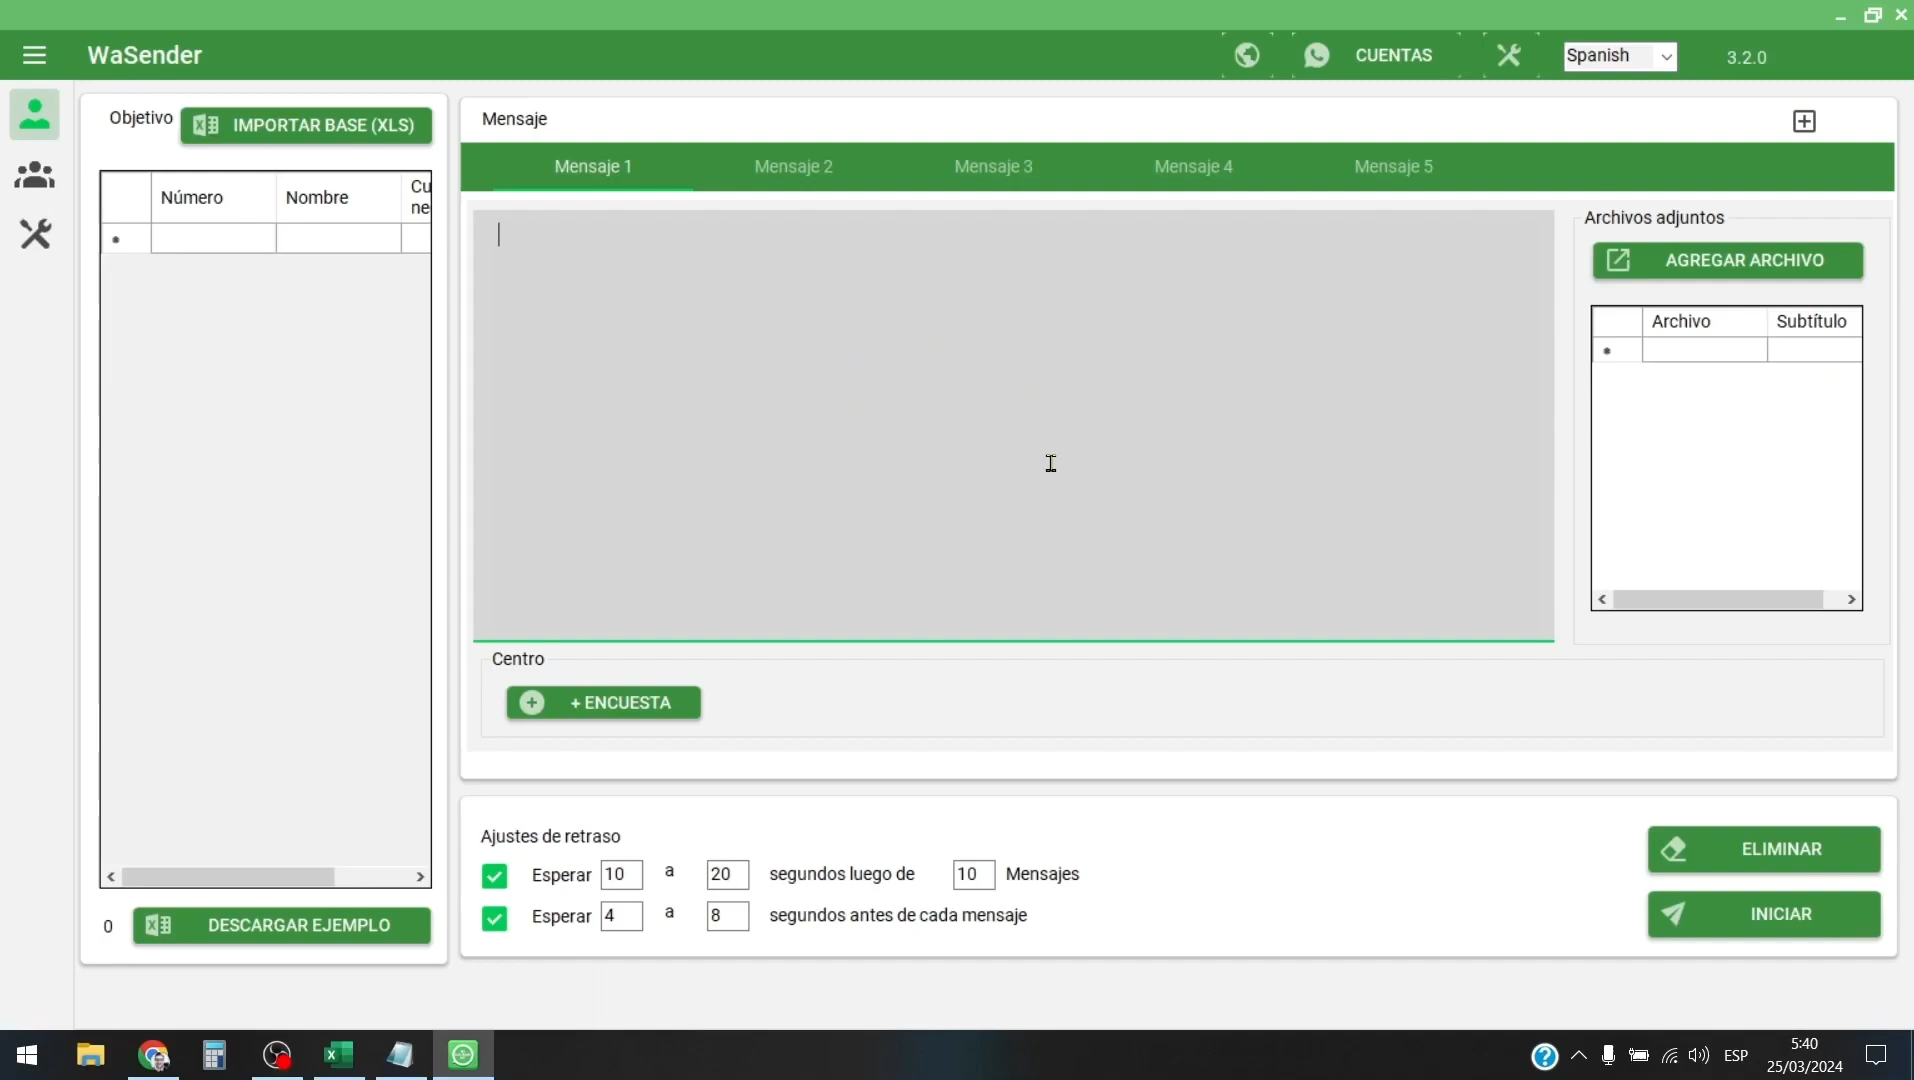 WaSender
CUENTAS
Spanish
3.2.0
Objetivo
IMPORTAR BASE (XLS)
Número
Nombre
Cu
ne
0
DESCARGAR EJEMPLO
Mensaje
Mensaje 1
Mensaje 2
Mensaje 3
Mensaje 4
Mensaje 5
Archivos adjuntos
AGREGAR ARCHIVO
Archivo
Subtítulo
Centro
+ ENCUESTA
Ajustes de retraso
Esperar 10 a 20 segundos luego de 10 Mensajes
Esperar 4 a 8 segundos antes de cada mensaje
ELIMINAR
INICIAR
ESP
5:40
25/03/2024